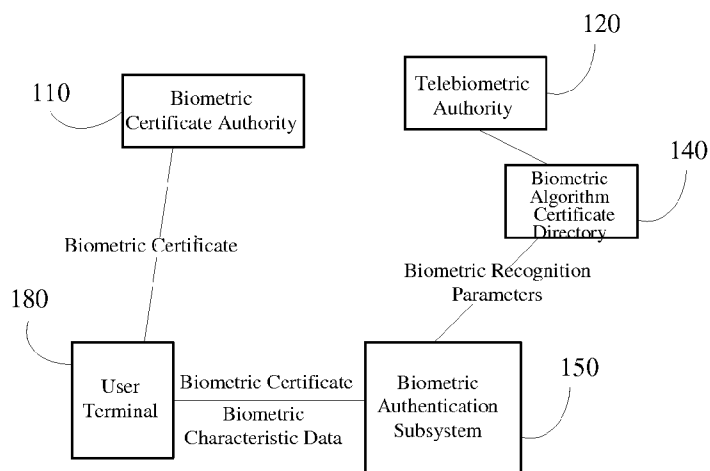 120
Telebiometric
Authority
110
Biometric
Certificate Authority
140
Biometric
Algorithm
Certificate
Directory
Biometric Certificate
Biometric Recognition
Parameters
180
User
Terminal
Biometric Certificate
Biometric
Characteristic Data
Biometric
Authentication
Subsystem
150